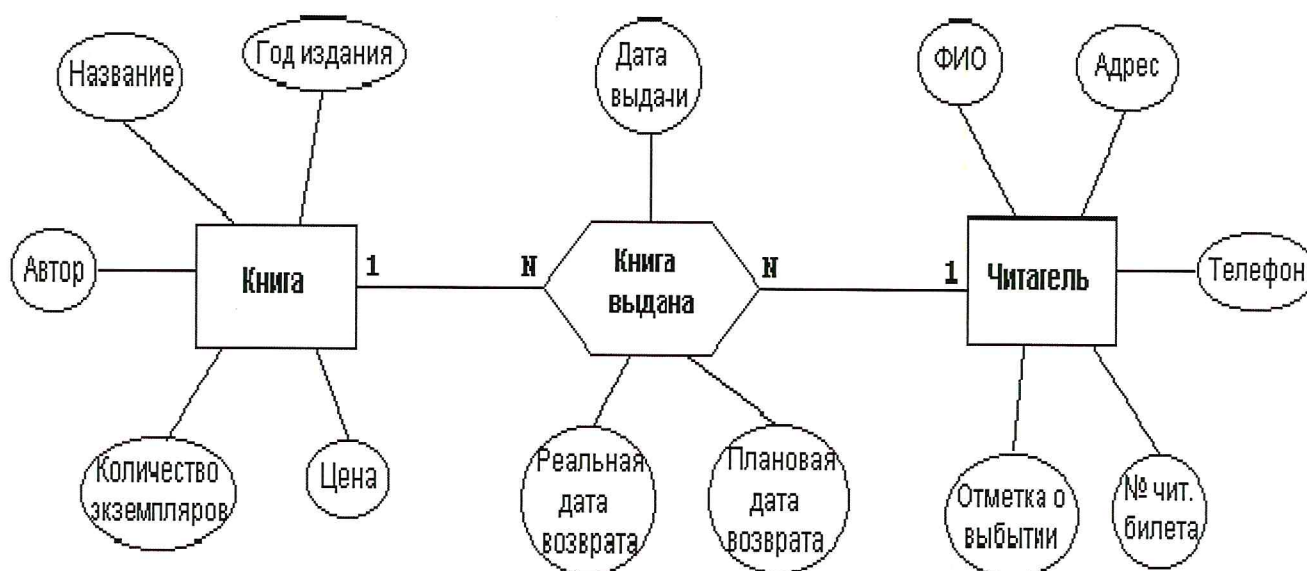 Название
Год издания
Дата
выдачи
ФИО
Адрес
Автор
Книга
1
N
Книга
выдана
N
1
Читатель
Телефон
Количество
экземпляров
Цена
Реальная
дата
возврата
Плановая
дата
возврата
Отметка о
выбытии
№ чит.
билета